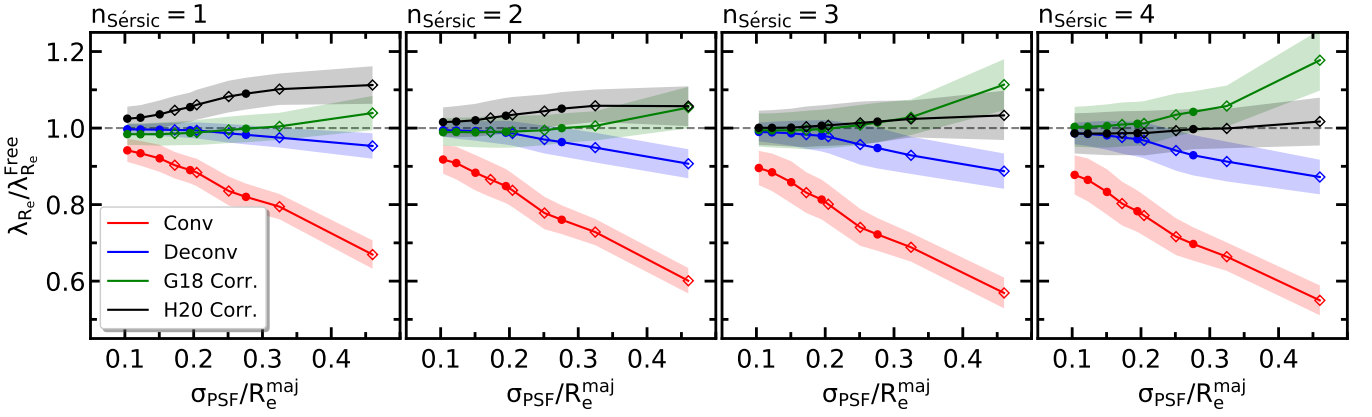 n_Sérsic = 1
n_Sérsic = 2
n_Sérsic = 3
n_Sérsic = 4
λ_Re/λ_Re^Free
1.2
1.0
0.8
0.6
Conv
Deconv
G18 Corr.
H20 Corr.
0.1 0.2 0.3 0.4
0.1 0.2 0.3 0.4
0.1 0.2 0.3 0.4
0.1 0.2 0.3 0.4
σ_PSF/R_e^maj
σ_PSF/R_e^maj
σ_PSF/R_e^maj
σ_PSF/R_e^maj